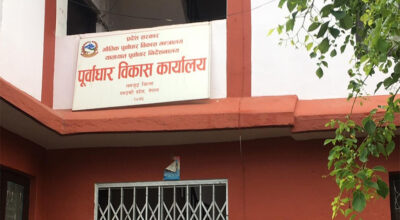 प्रदेश सरकार
भौतिक पूर्वाधार विकास मन्त्रालय
यातायात पूर्वाधार निर्देशनालय
पूर्वाधार विकास कार्यालय
नेपाल